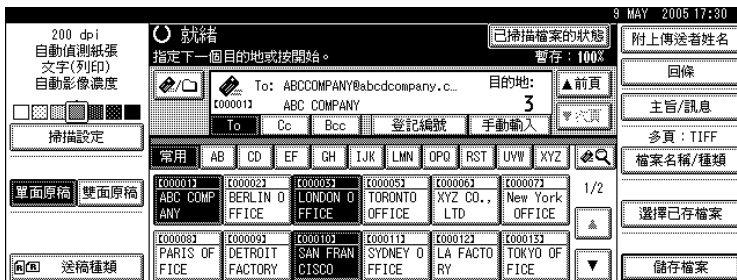 9 MAY 2005 17:30
200 dpi
自動偵測紙張
文字(列印)
自動影像濃度
掃描設定
單面原稿 雙面原稿
送稿種類
就緒
已掃描檔案的狀態
指定下一個目的地或按開始。
暫存：100%
To: ABCCOMPANY@abcdcompany.c...
目的地:
[00001] ABC COMPANY
3
▲前頁
▼次頁
To Cc Bcc 登記編號 手動輸入
常用 AB CD EF GH IJK LMN OPQ RST UVW XYZ
[00001] [00002] [00003] [00005] [00006] [00007]
ABC COMP BERLIN O LONDON O TORONTO XYZ CO., New York
ANY FFICE FFICE OFFICE LTD OFFICE
1/2
[00008] [00009] [00010] [00011] [00012] [00013]
PARIS OF DETROIT SAN FRAN SYDNEY O LA FACTO TOKYO OF
FICE FACTORY CISCO FFICE RY FICE
附上傳送者姓名
回條
主旨/訊息
多頁：TIFF
檔案名稱/種類
選擇已存檔案
儲存檔案